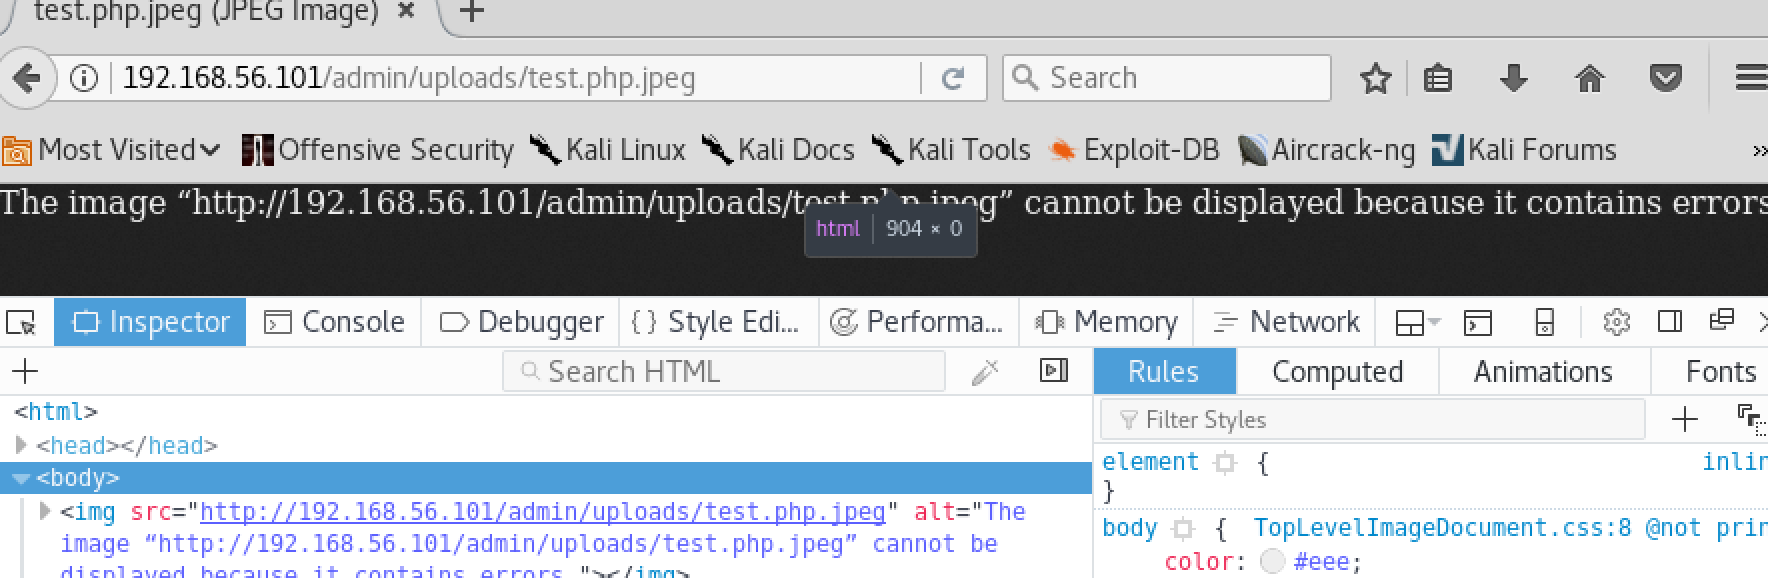 test.php.jpeg (JPEG Image) × +
192.168.56.101/admin/uploads/test.php.jpeg Search
Most Visited Offensive Security Kali Linux Kali Docs Kali Tools Exploit-DB Aircrack-ng Kali Forums »
The image “http://192.168.56.101/admin/uploads/test.php.jpeg” cannot be displayed because it contains errors
html 904 × 0
Inspector Console Debugger { } Style Edi... Performa... Memory Network
+ Search HTML Rules Computed Animations Fonts
<html> Filter Styles +
<head></head>
<body> element { inlin
}
<img src="http://192.168.56.101/admin/uploads/test.php.jpeg" alt="The
body { TopLevelImageDocument.css:8 @not prin
image “http://192.168.56.101/admin/uploads/test.php.jpeg” cannot be
color: #eee;
displayed because it contains errors."></img>